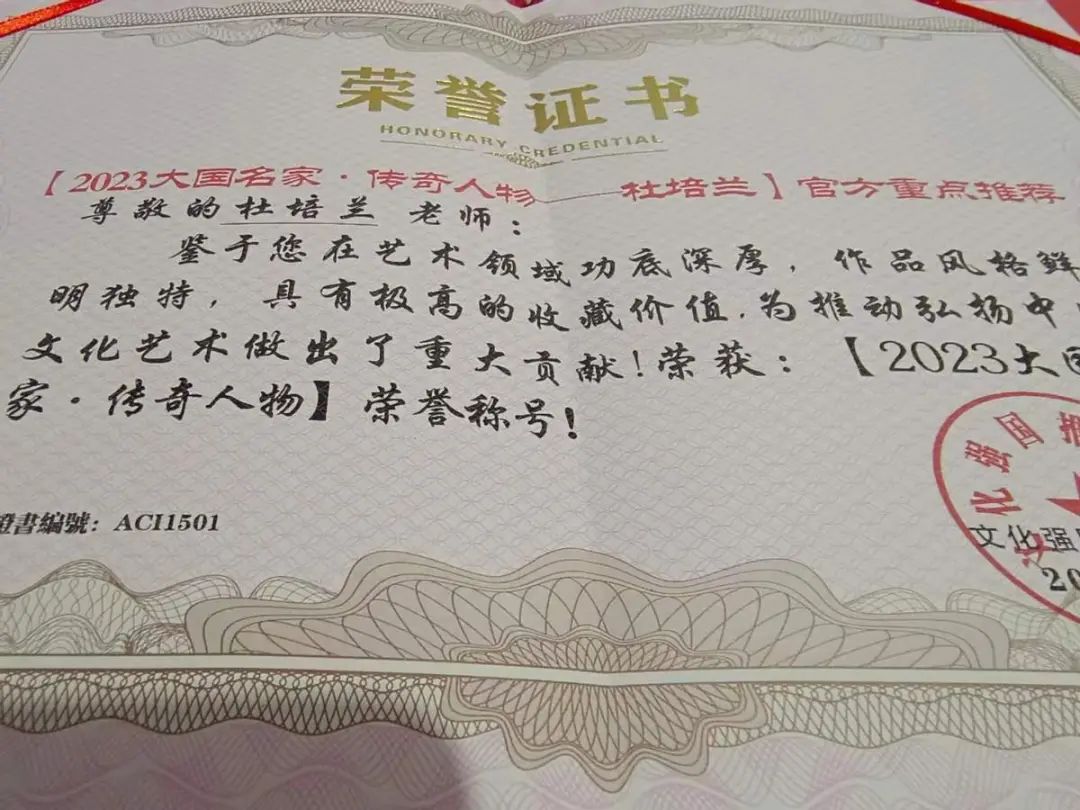 荣誉证书
HONORARY CREDENTIAL
【2023大国名家·传奇人物——杜培兰】官方重点推荐
尊敬的杜培兰 老师：
鉴于您在艺术领域功底深厚，作品风格鲜
明独特，具有极高的收藏价值，为推动弘扬中
文化艺术做出了重大贡献！荣获：【2023大国
家·传奇人物】荣誉称号！
證書編號：ACI1501
化强国
文化强
20